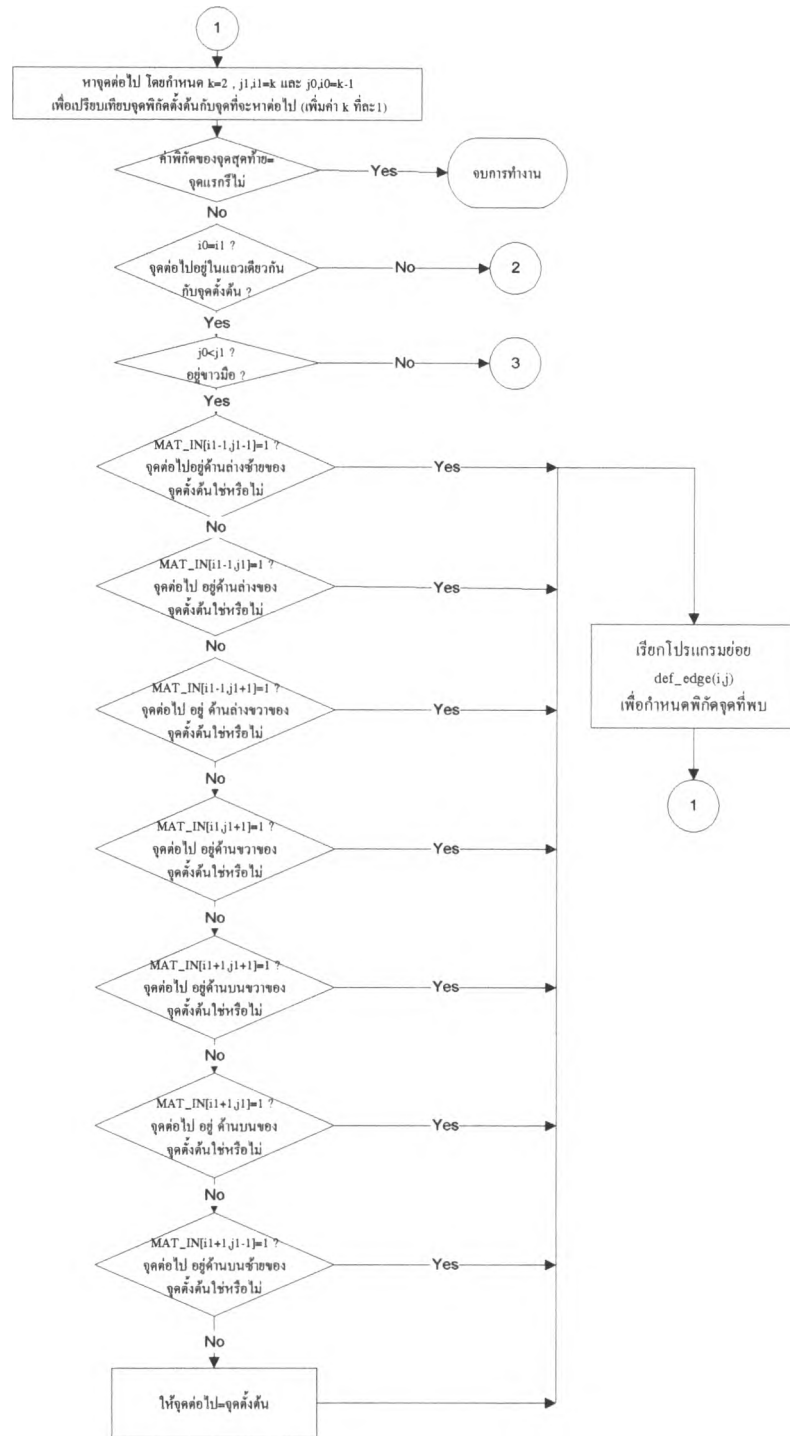 1
หาจุดต่อไป โดยกำหนด k=2 , j1,i1=k และ j0,i0=k-1
เพื่อเปรียบเทียบจุดพิกัดตั้งต้นกับจุดที่จะหาต่อไป (เพิ่มค่า k ทีละ1)
ค่าพิกัดของจุดสุดท้าย=
จุดแรกรึไม่
Yes
จบการทำงาน
No
i0=i1 ?
จุดต่อไปอยู่ในแถวเดียวกัน
กับจุดตั้งต้น ?
No
2
Yes
j0<j1 ?
อยู่ขาวมือ ?
No
3
Yes
MAT_IN[i1-1,j1-1]=1 ?
จุดต่อไปอยู่ด้านล่างซ้ายของ
จุดตั้งต้นใช่หรือไม่
Yes
No
MAT_IN[i1-1,j1]=1 ?
จุดต่อไป อยู่ด้านล่างของ
จุดตั้งต้นใช่หรือไม่
Yes
เรียกโปรแกรมย่อย
def_edge(i,j)
เพื่อกำหนดพิกัดจุดที่พบ
No
MAT_IN[i1-1,j1+1]=1 ?
จุดต่อไป อยู่ ด้านล่างขวาของ
จุดตั้งต้นใช่หรือไม่
Yes
1
No
MAT_IN[i1,j1+1]=1 ?
จุดต่อไป อยู่ด้านขวาของ
จุดตั้งต้นใช่หรือไม่
Yes
No
MAT_IN[i1+1,j1+1]=1 ?
จุดต่อไป อยู่ด้านบนขวาของ
จุดตั้งต้นใช่หรือไม่
Yes
No
MAT_IN[i1+1,j1]=1 ?
จุดต่อไป อยู่ ด้านบนของ
จุดตั้งต้นใช่หรือไม่
Yes
No
MAT_IN[i1+1,j1-1]=1 ?
จุดต่อไป อยู่ด้านบนซ้ายของ
จุดตั้งต้นใช่หรือไม่
Yes
No
ให้จุดต่อไป=จุดตั้งต้น